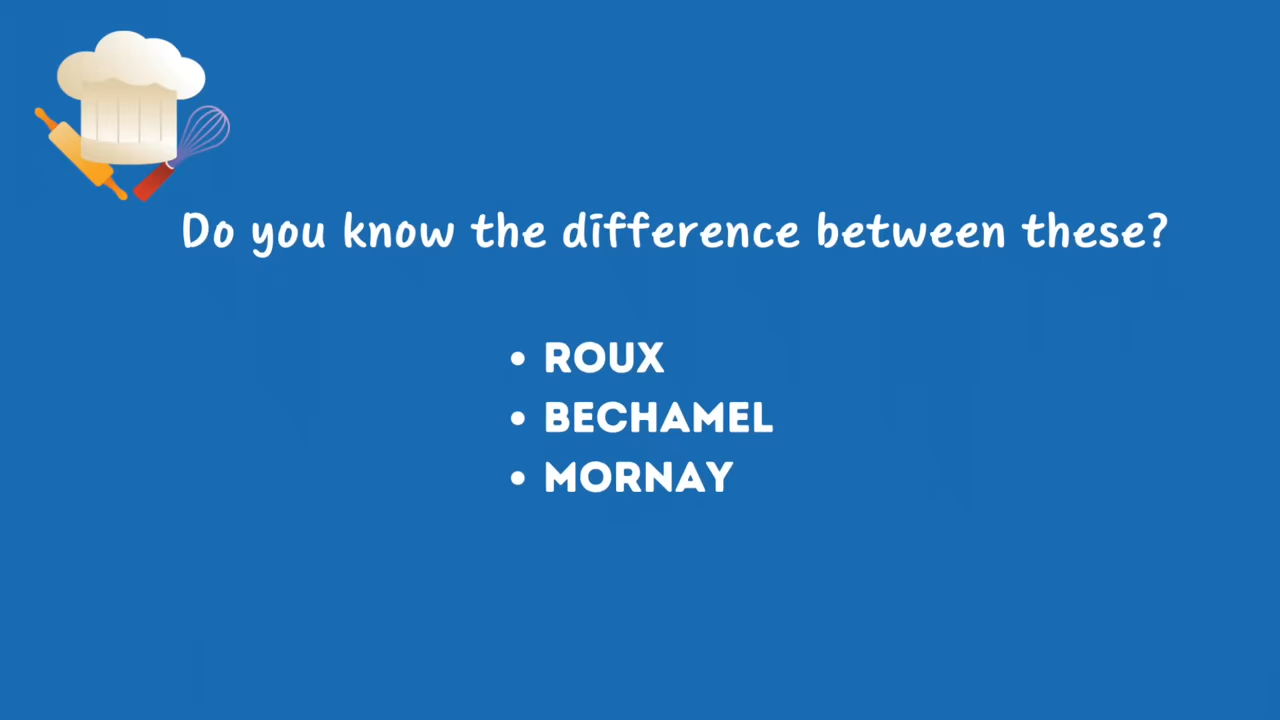 Do you know the difference between these?
• ROUX
• BECHAMEL
• MORNAY